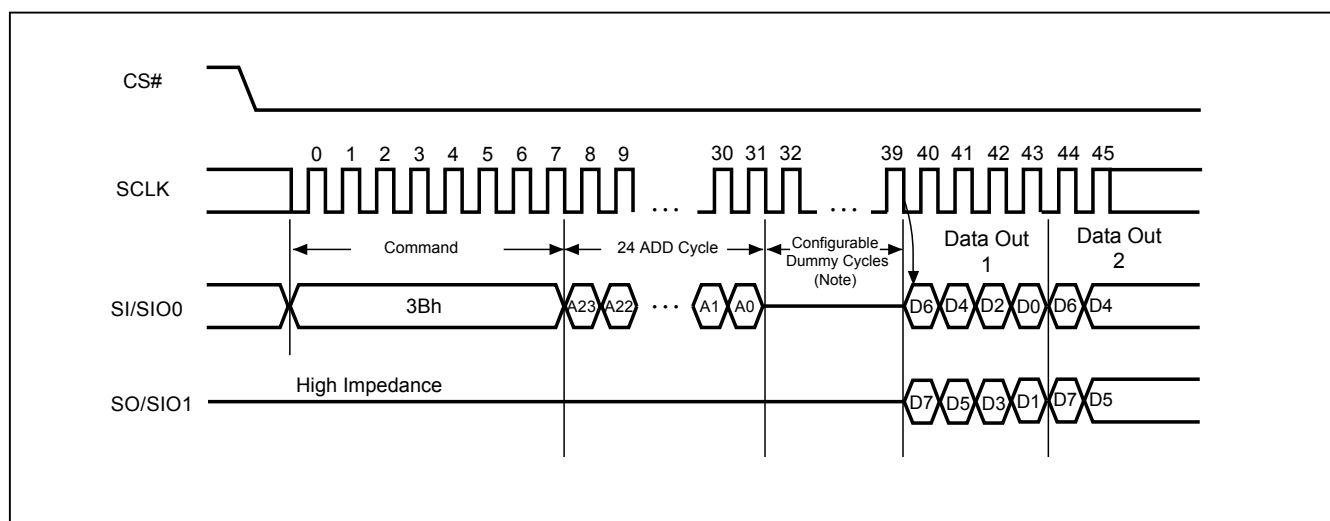 CS#
0 1 2 3 4 5 6 7 8 9 30 31 32 39 40 41 42 43 44 45
SCLK
... ...
Command
24 ADD Cycle
Configurable
Dummy Cycles
(Note)
Data Out
1
Data Out
2
SI/SIO0
3Bh
A23 A22 ... A1 A0
D6 D4 D2 D0 D6 D4
High Impedance
SO/SIO1
D7 D5 D3 D1 D7 D5